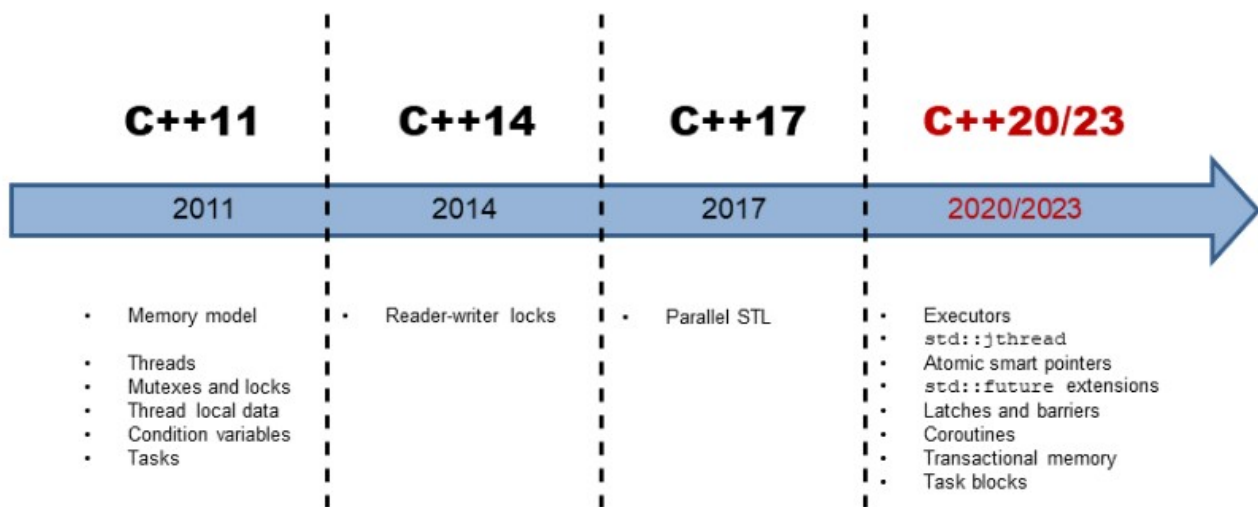 C++11
C++14
C++17
C++20/23
2011
2014
2017
2020/2023
• Memory model
• Threads
• Mutexes and locks
• Thread local data
• Condition variables
• Tasks
• Reader-writer locks
• Parallel STL
• Executors
• std::jthread
• Atomic smart pointers
• std::future extensions
• Latches and barriers
• Coroutines
• Transactional memory
• Task blocks